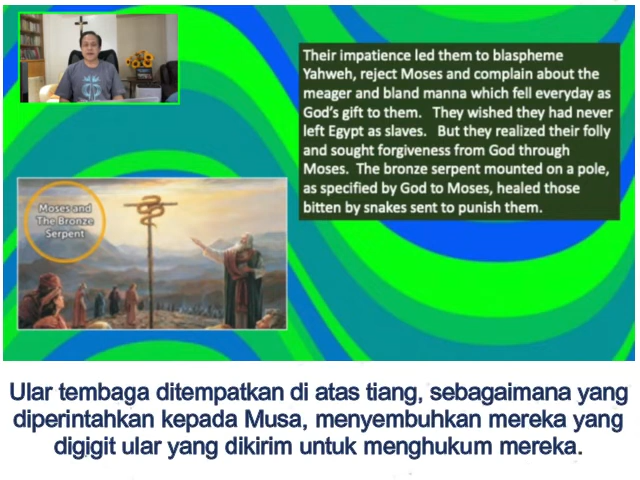 Their impatience led them to blaspheme
Yahweh, reject Moses and complain about the
meager and bland manna which fell everyday as
God's gift to them. They wished they had never
left Egypt as slaves. But they realized their folly
and sought forgiveness from God through
Moses. The bronze serpent mounted on a pole,
as specified by God to Moses, healed those
bitten by snakes sent to punish them.
Moses and
The Bronze
Serpent
Ular tembaga ditempatkan di atas tiang, sebagaimana yang
diperintahkan kepada Musa, menyembuhkan mereka yang
digigit ular yang dikirim untuk menghukum mereka.